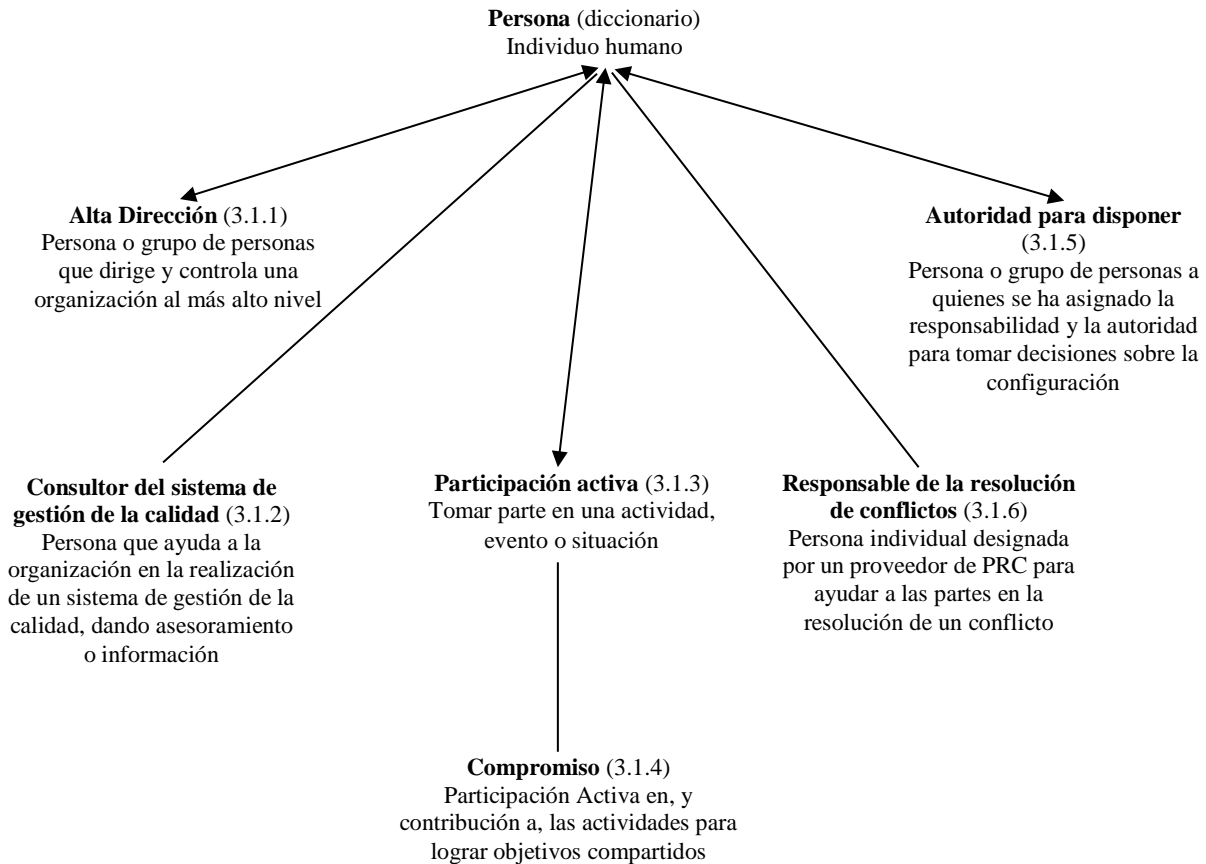 Persona (diccionario)
Individuo humano
Alta Dirección (3.1.1)
Persona o grupo de personas
que dirige y controla una
organización al más alto nivel
Autoridad para disponer
(3.1.5)
Persona o grupo de personas a
quienes se ha asignado la
responsabilidad y la autoridad
para tomar decisiones sobre la
configuración
Consultor del sistema de
gestión de la calidad (3.1.2)
Persona que ayuda a la
organización en la realización
de un sistema de gestión de la
calidad, dando asesoramiento
o información
Participación activa (3.1.3)
Tomar parte en una actividad,
evento o situación
Responsable de la resolución
de conflictos (3.1.6)
Persona individual designada
por un proveedor de PRC para
ayudar a las partes en la
resolución de un conflicto
Compromiso (3.1.4)
Participación Activa en, y
contribución a, las actividades para
lograr objetivos compartidos